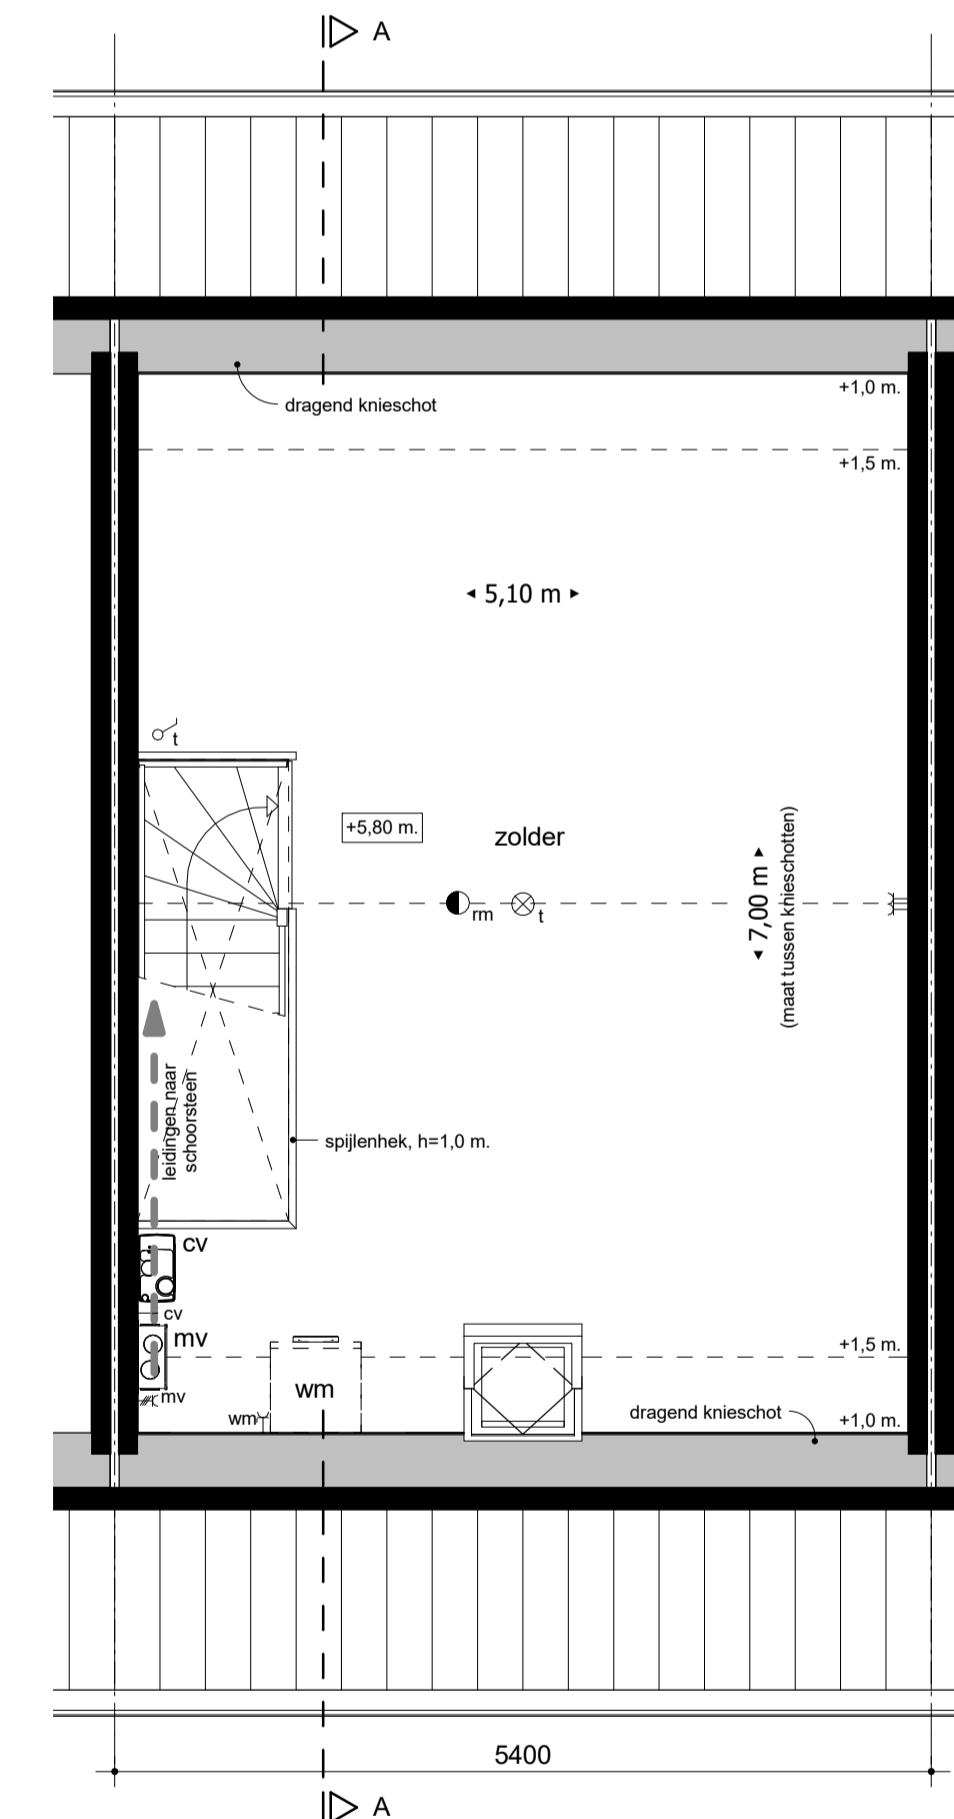 A
dragend knieschot
+1,0 m.
+1,5 m.
5,10 m
t
+5,80 m.
zolder
rm
t
7,00 m
(maat tussen knieschotten)
leidingen naar
schoorsteen
spijlenhek, h=1,0 m.
cv
cv
mv
mv
wm
wm
+1,5 m.
dragend knieschot
+1,0 m.
5400
A